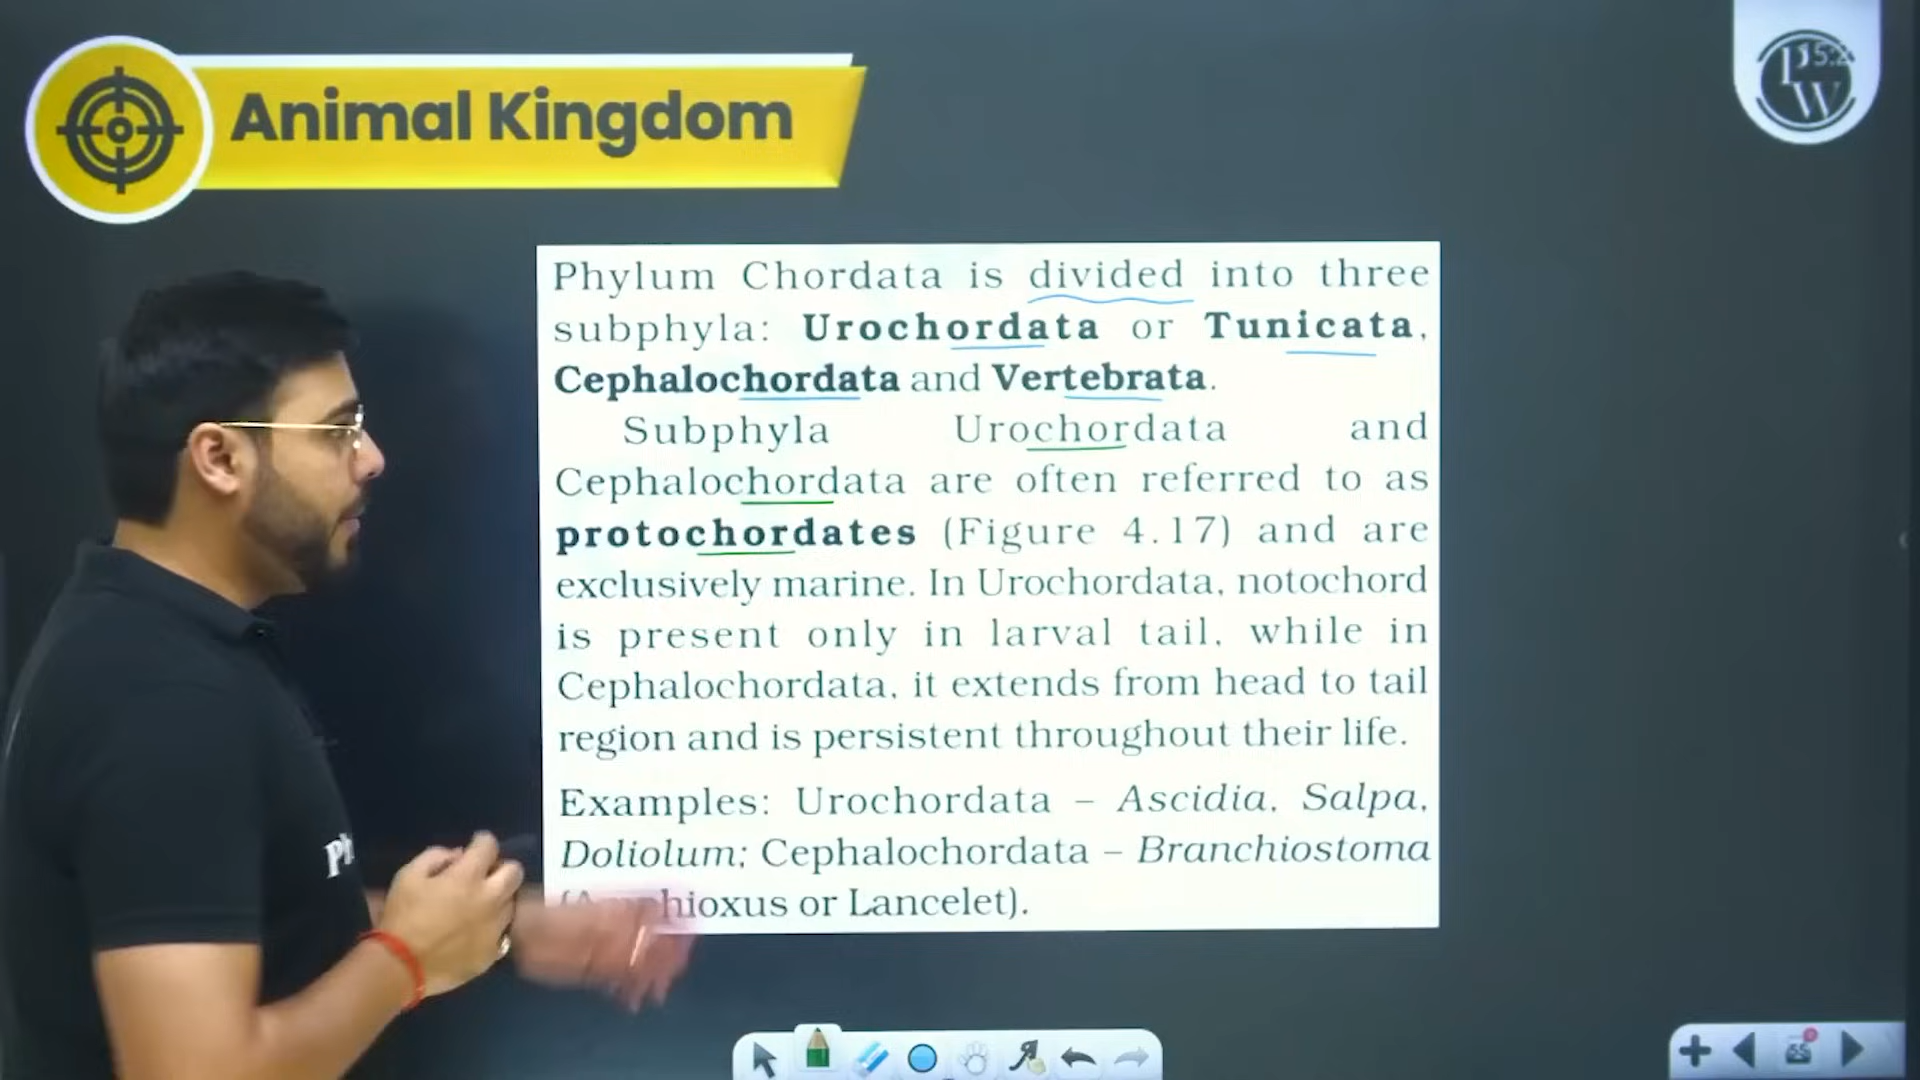 Animal Kingdom
PW
Phylum Chordata is divided into three
subphyla: Urochordata or Tunicata,
Cephalochordata and Vertebrata.
Subphyla Urochordata and
Cephalochordata are often referred to as
protochordates (Figure 4.17) and are
exclusively marine. In Urochordata, notochord
is present only in larval tail, while in
Cephalochordata, it extends from head to tail
region and is persistent throughout their life.
Examples: Urochordata – Ascidia, Salpa,
Doliolum; Cephalochordata – Branchiostoma
or Lancelet).
55